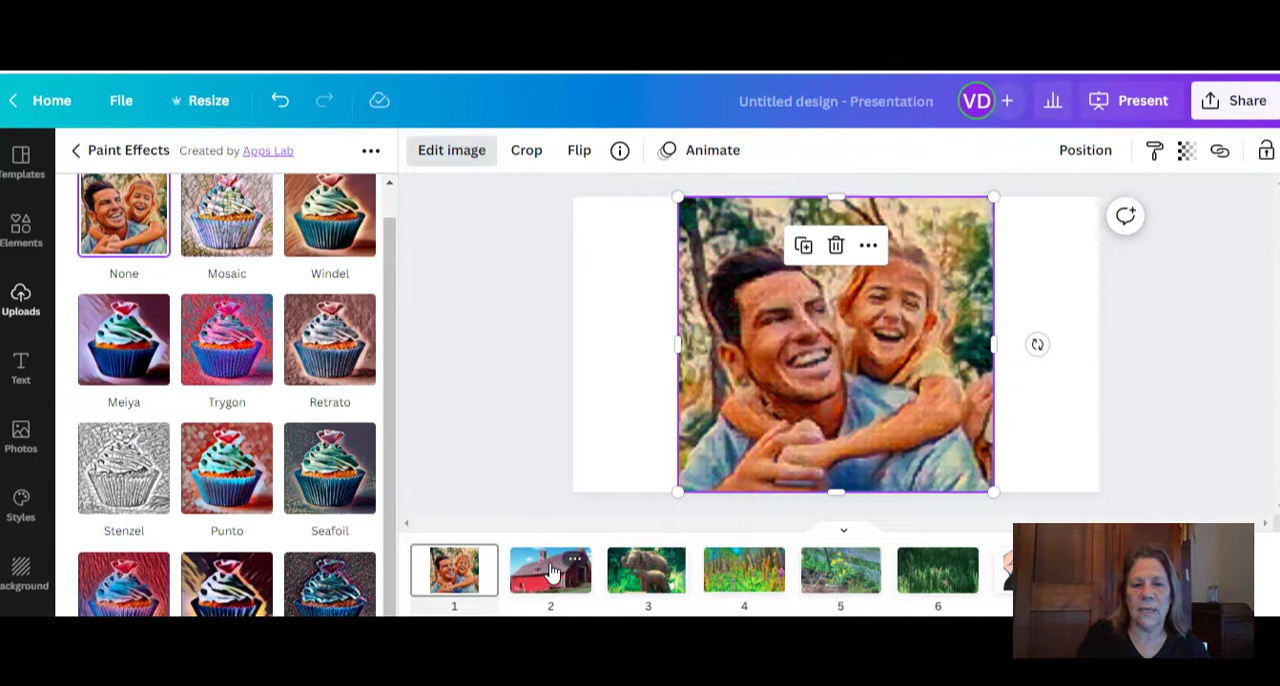 Home File Resize Untitled design - Presentation VD + Present Share
Paint Effects Created by Apps Lab
Edit image Crop Flip Animate Position
Templates
Elements
Uploads
Text
Photos
Styles
Background
None Mosaic Windel
Meiya Trygon Retrato
Stenzel Punto Seafoil
1 2 3 4 5 6